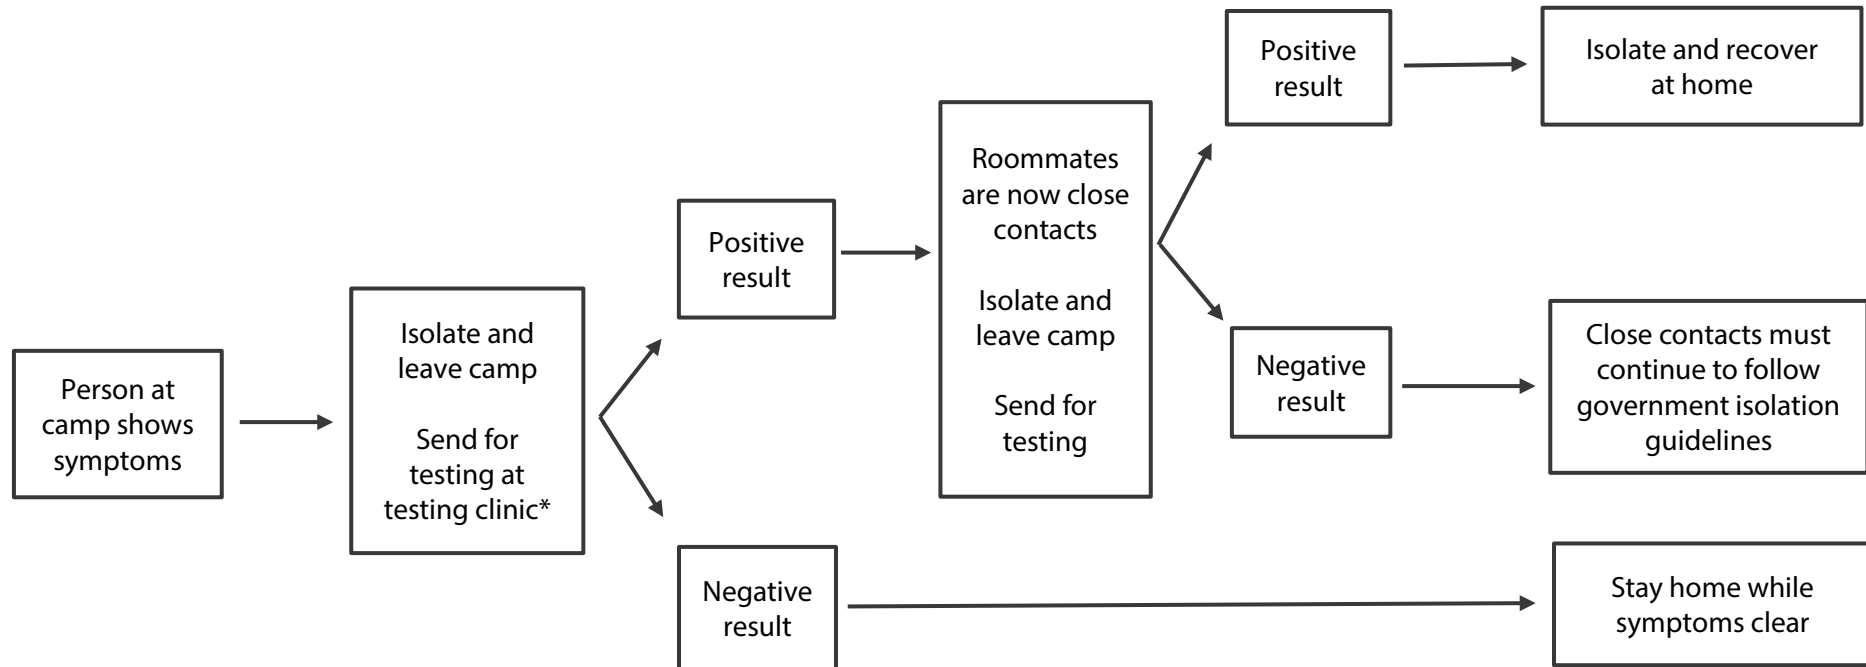 Person at
camp shows
symptoms
Isolate and
leave camp
Send for
testing at
testing clinic*
Positive
result
Negative
result
Roommates
are now close
contacts
Isolate and
leave camp
Send for
testing
Positive
result
Isolate and recover
at home
Negative
result
Close contacts must
continue to follow
government isolation
guidelines
Stay home while
symptoms clear